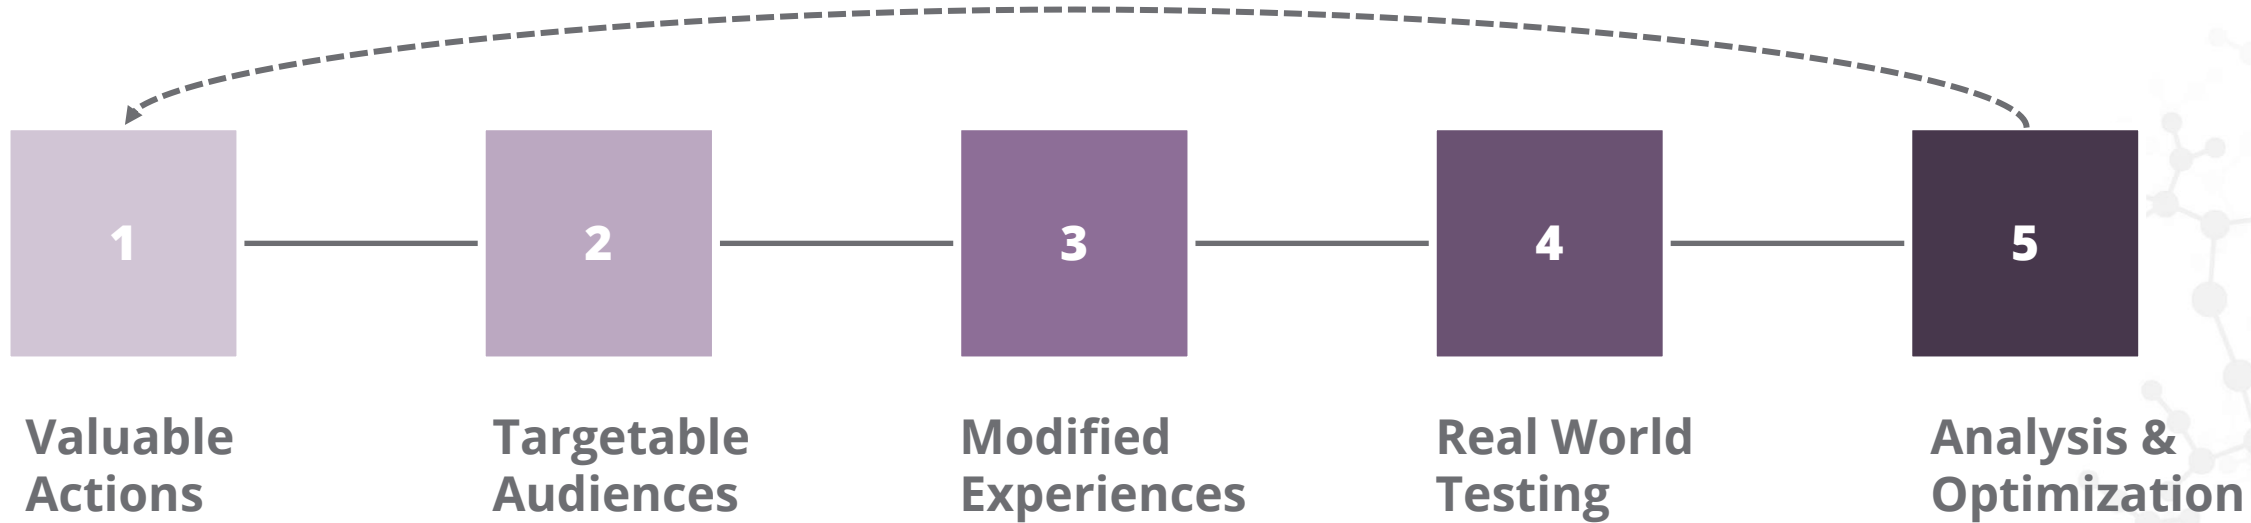 1
2
3
4
5
Valuable
Actions
Targetable
Audiences
Modified
Experiences
Real World
Testing
Analysis &
Optimization